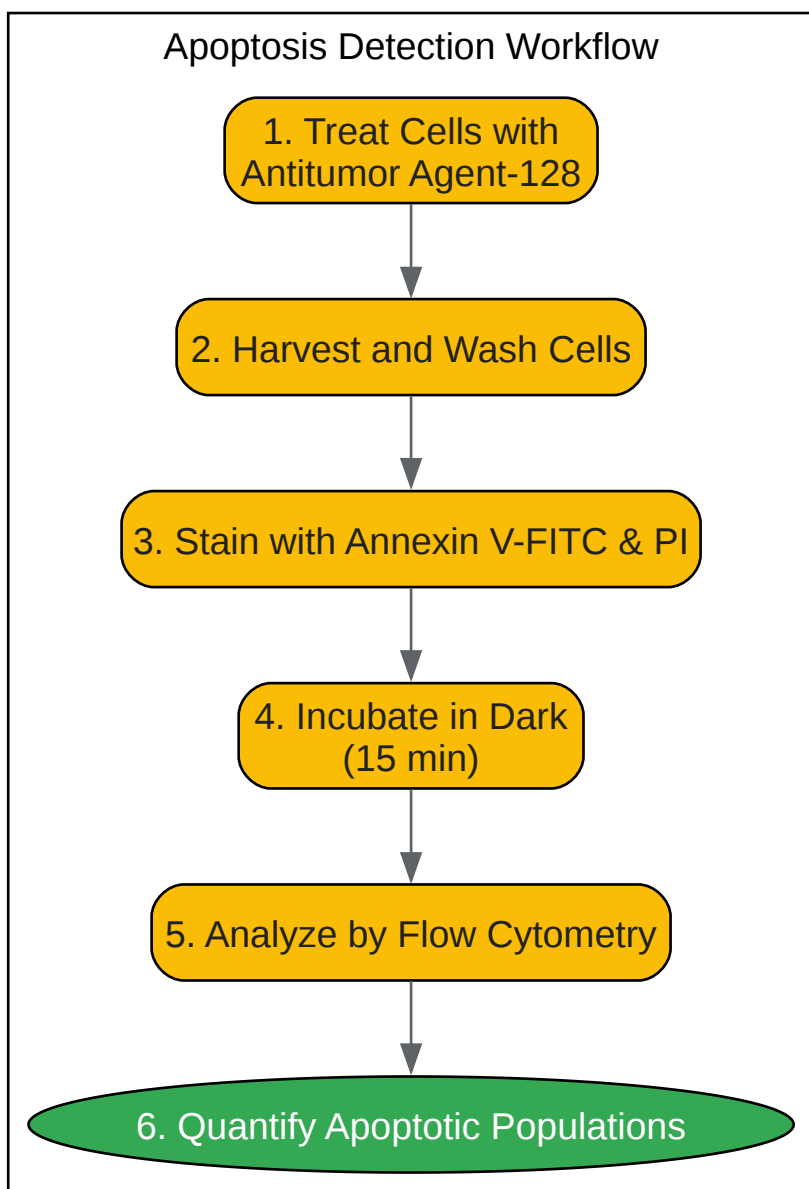 Apoptosis Detection Workflow
1. Treat Cells with
Antitumor Agent-128
2. Harvest and Wash Cells
3. Stain with Annexin V-FITC & PI
4. Incubate in Dark
(15 min)
5. Analyze by Flow Cytometry
6. Quantify Apoptotic Populations